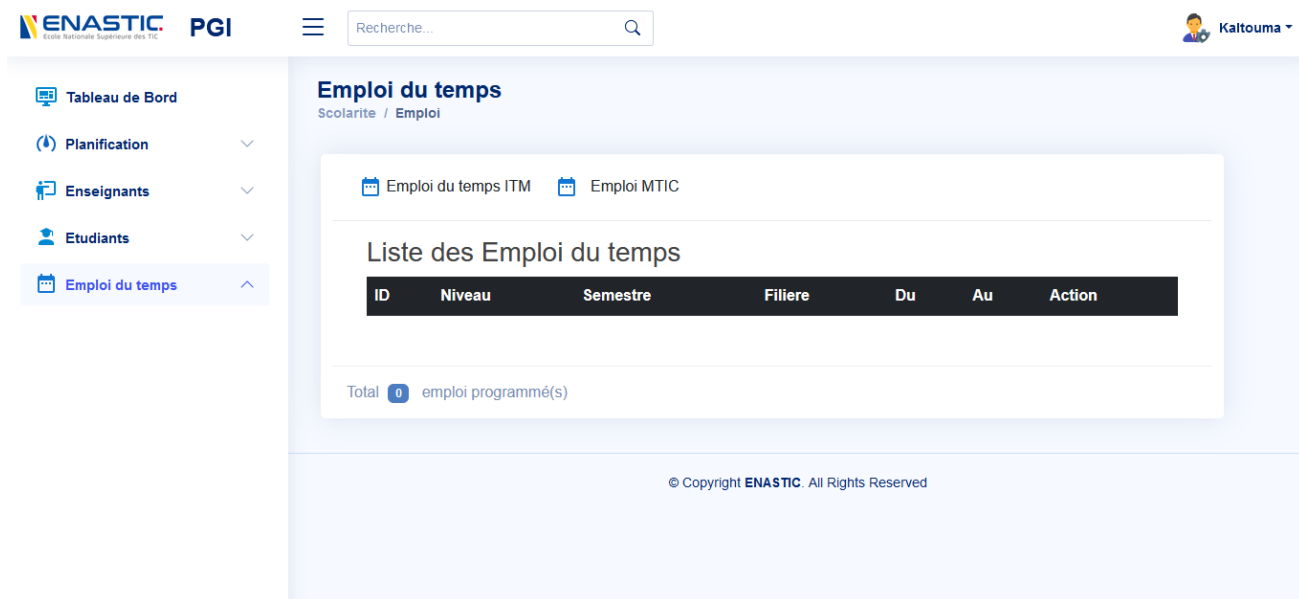 ENASTIC.
Ecole Nationale Supérieure des TIC
PGI
Recherche...
Kaltouma
Tableau de Bord
Planification
Enseignants
Etudiants
Emploi du temps
Emploi du temps
Scolarite / Emploi
Emploi du temps ITM
Emploi MTIC
Liste des Emploi du temps
ID Niveau Semestre Filiere Du Au Action
Total 0 emploi programmé(s)
© Copyright ENASTIC. All Rights Reserved